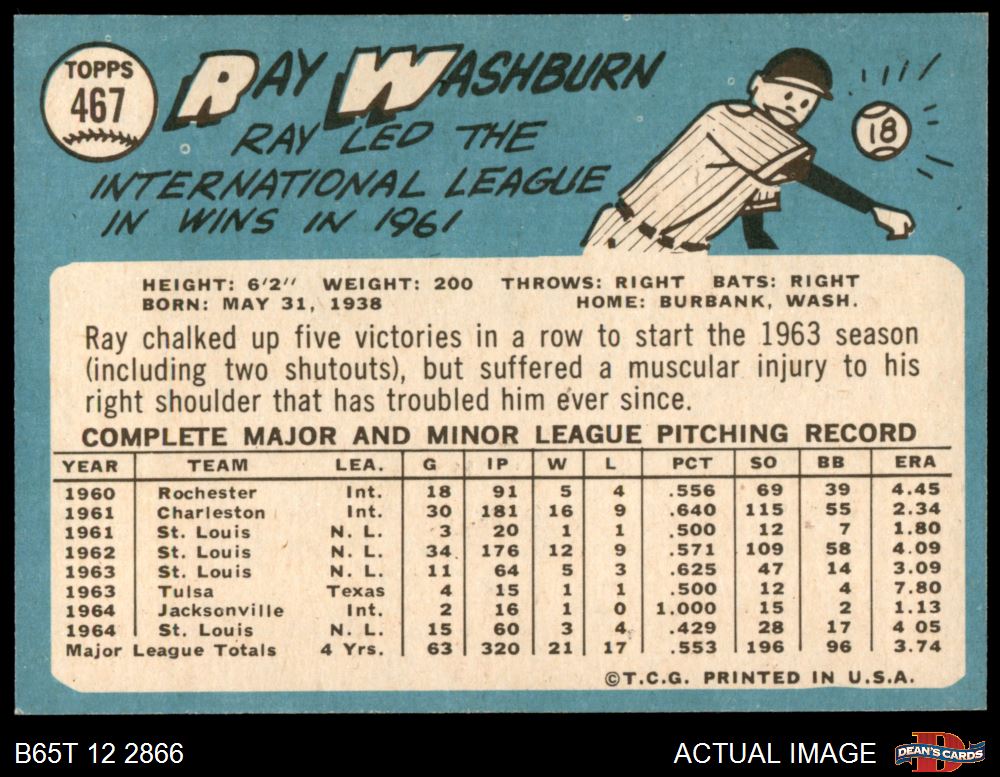 TOPPS
467
RAY WASHBURN
RAY LED THE
INTERNATIONAL LEAGUE
IN WINS IN 1961
18
HEIGHT: 6'2" WEIGHT: 200 THROWS: RIGHT BATS: RIGHT
BORN: MAY 31, 1938 HOME: BURBANK, WASH.
Ray chalked up five victories in a row to start the 1963 season
(including two shutouts), but suffered a muscular injury to his
right shoulder that has troubled him ever since.
COMPLETE MAJOR AND MINOR LEAGUE PITCHING RECORD
YEAR TEAM LEA. G IP W L PCT SO BB ERA
1960 Rochester Int. 18 91 5 4 .556 69 39 4.45
1961 Charleston Int. 30 181 16 9 .640 115 55 2.34
1961 St. Louis N. L. 3 20 1 1 .500 12 7 1.80
1962 St. Louis N. L. 34 176 12 9 .571 109 58 4.09
1963 St. Louis N. L. 11 64 5 3 .625 47 14 3.09
1963 Tulsa Texas 4 15 1 1 .500 12 4 7.80
1964 Jacksonville Int. 2 16 1 0 1.000 15 2 1.13
1964 St. Louis N. L. 15 60 3 4 .429 28 17 4 05
Major League Totals 4 Yrs. 63 320 21 17 .553 196 96 3.74
©T.C.G. PRINTED IN U.S.A.
B65T 12 2866 ACTUAL IMAGE
D
DEAN'S CARDS